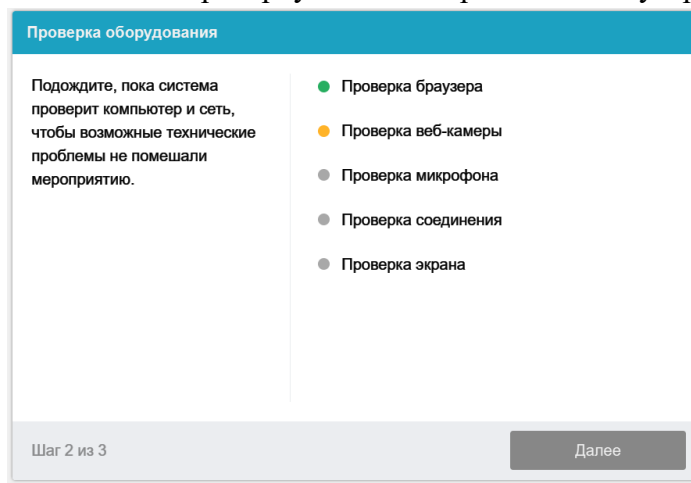 Проверка оборудования
Подождите, пока система
проверит компьютер и сеть,
чтобы возможные технические
проблемы не помешали
мероприятию.
Проверка браузера
Проверка веб-камеры
Проверка микрофона
Проверка соединения
Проверка экрана
Шаг 2 из 3
Далее